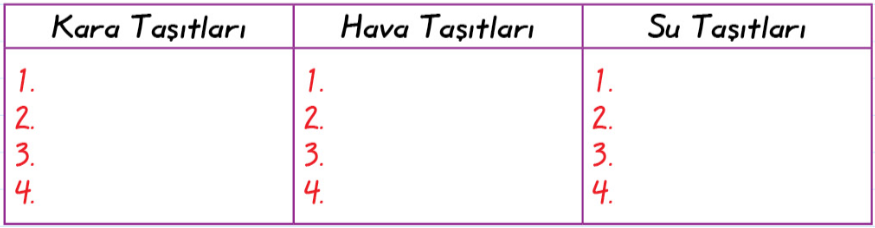 Kara Taşıtları Hava Taşıtları Su Taşıtları
1. 1. 1.
2. 2. 2.
3. 3. 3.
4. 4. 4.